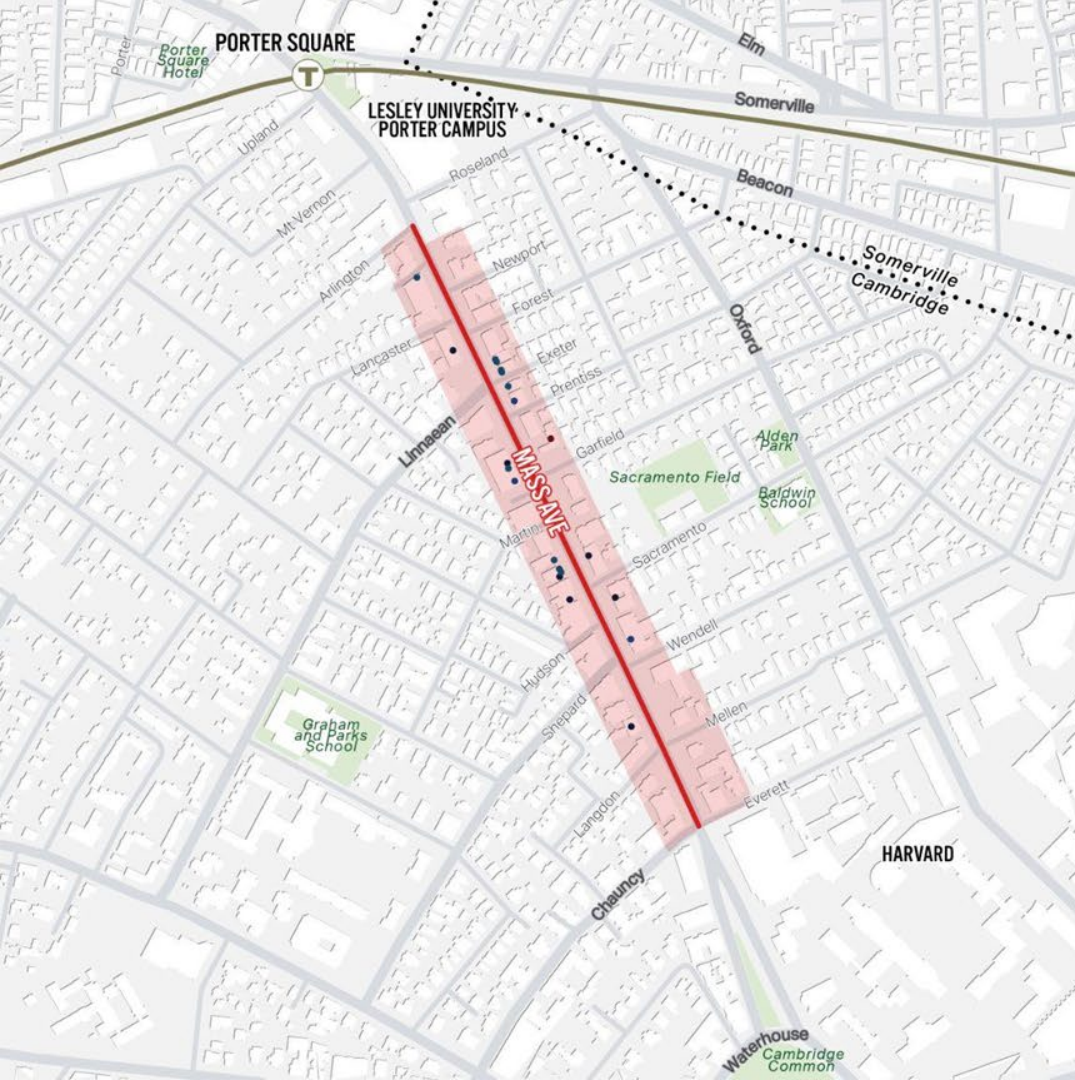 Elm
PORTER SQUARE
Porter
Porter
Square
Hotel
T
Somerville
LESLEY UNIVERSITY
PORTER CAMPUS
Upland
Roseland
Beacon
Mt Vernon
Newport
Somerville
Cambridge
Arlington
Forest
Oxford
Lancaster
Exeter
Prentiss
Linnaean
Garfield
Alden
Park
MASS AVE
Sacramento Field
Baldwin
School
Martin
Sacramento
Wendell
Hudson
Shepard
Mellen
Graham
and Parks
School
Langdon
Everett
HARVARD
Chauncy
Waterhouse
Cambridge
Common